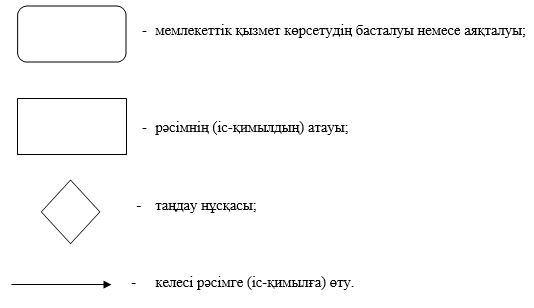 - мемлекеттік қызмет көрсетудің басталуы немесе аяқталуы;
- рәсімнің (іс-қимылдың) атауы;
- таңдау нұсқасы;
- келесі рәсімге (іс-қимылға) өту.